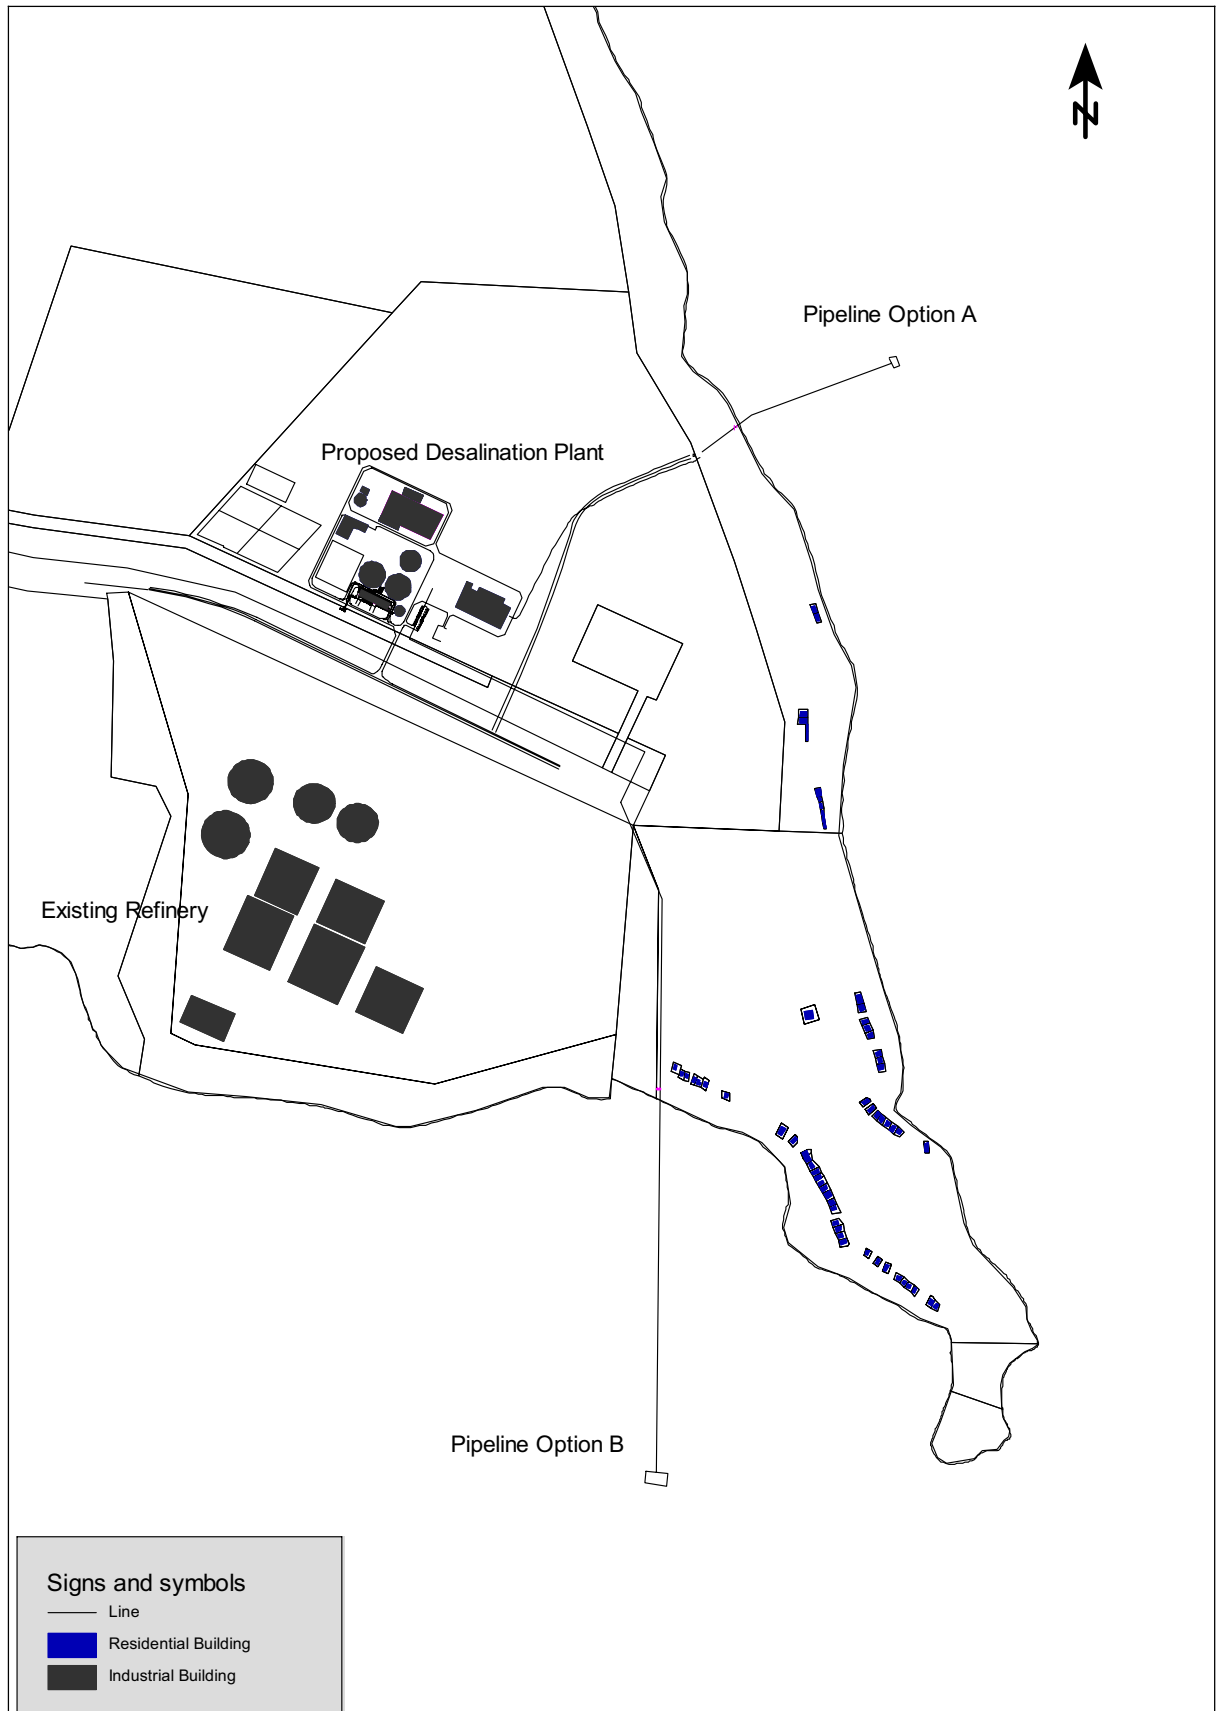 N
Pipeline Option A
Proposed Desalination Plant
Existing Refinery
Pipeline Option B
Signs and symbols
Line
Residential Building
Industrial Building